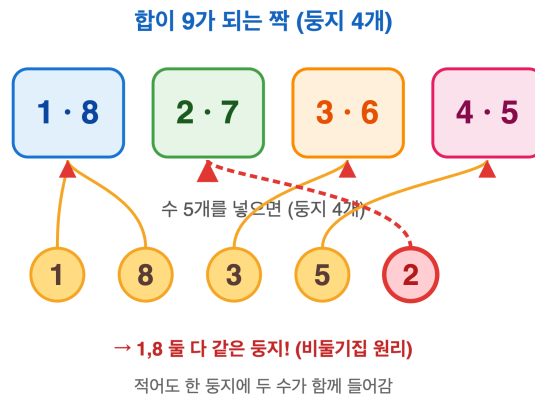 합이 9가 되는 짝 (둥지 4개)
1 · 8 2 · 7 3 · 6 4 · 5
수 5개를 넣으면 (둥지 4개)
1 8 3 5 2
→ 1,8 둘 다 같은 둥지! (비둘기집 원리)
적어도 한 둥지에 두 수가 함께 들어감